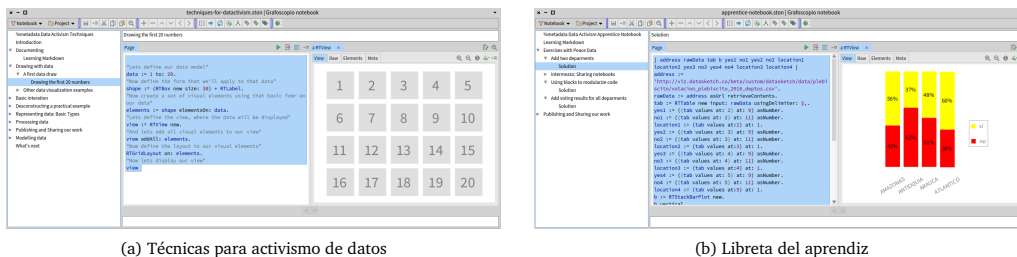 techniques-for-datactivism.ston | Grafoscopio notebook
Notebook Project
%metadata Data Activism Techniques
Introduction
Documenting
Learning Markdown
Drawing with data
A first data draw
Drawing the first 20 numbers
Other data visualization examples
Basic interation
Deconstructing a practical example
Representing data: Basic Types
Processing data
Publishing and Sharing our work
Modelling data
What's next
Drawing the first 20 numbers
Page
"Lets define our data model"
data := 1 to: 20.
"Now define the form that we'll apply to that data"
shape := (RTBox new size: 30) + RTLabel.
"Now create a set of visual elements using that basic form on
our data"
elements := shape elementsOn: data.
"Lets define the view, where the data will be displayed"
view := RTView new.
"And lets add all visual elements to our view"
view addAll: elements.
"Now define the layout to our visual elements"
RTGridLayout on: elements.
"Now lets display our view"
view
a RTView ×
View Raw Elements Meta
1 2 3 4 5
6 7 8 9 10
11 12 13 14 15
16 17 18 19 20
(a) Técnicas para activismo de datos
apprentice-notebook.ston | Grafoscopio notebook
Notebook Project
%metadata Data Activism Apprentice Notebook
Learning Markdown
Exercises with Peace Data
Add two deparments
Solution
Intermezzo: Sharing notebooks
Using blocks to modularize code
Solution
Add voting results for all deparments
Solution
Publishing and Sharing our work
Solution
Page
| address rawData tab b yes1 no1 yes2 no2 location1
location2 yes3 no3 yes4 no4 location3 location4 |
address :=
"http://vis.datasketch.co/beta/custom/datasketch/data/plebi
scito/votacion_plebiscito_2016_deptos.csv".
rawData := address asUrl retrieveContents.
tab := RTTable new input: rawData usingDelimiter: $,.
yes1 := ((tab values at: 2) at: 9) asNumber.
no1 := ((tab values at: 2) at: 11) asNumber.
location1 := (tab values at:2) at: 1.
yes2 := ((tab values at: 3) at: 9) asNumber.
no2 := ((tab values at: 3) at: 11) asNumber.
location2 := (tab values at:3) at: 1.
yes3 := ((tab values at: 4) at: 9) asNumber.
no3 := ((tab values at: 4) at: 11) asNumber.
location3 := (tab values at:4) at: 1.
yes4 := ((tab values at: 5) at: 9) asNumber.
no4 := ((tab values at: 5) at: 11) asNumber.
location4 := (tab values at:5) at: 1.
b := RTStackBarPlot new.
b vertical.
a RTView ×
View Raw Elements Meta
56% 37% 48% 60%
AMAZONAS ANTIOQUIA ARAUCA ATLANTICO
sí
no
(b) Libreta del aprendiz